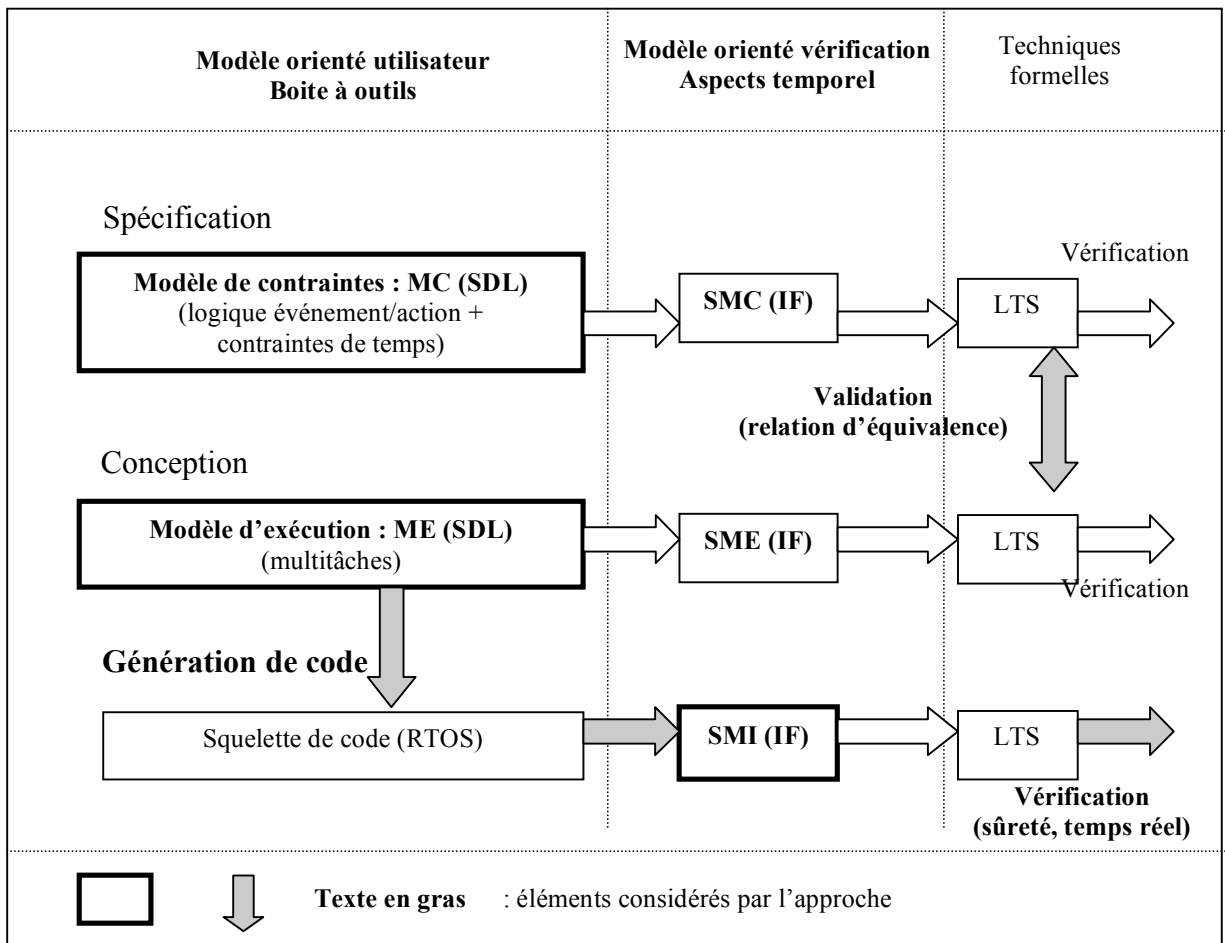 Modèle orienté utilisateur
Boite à outils
Modèle orienté vérification
Aspects temporel
Techniques
formelles
Spécification
Modèle de contraintes : MC (SDL)
(logique événement/action +
contraintes de temps)
SMC (IF)
LTS
Vérification
Validation
(relation d’équivalence)
Conception
Modèle d’exécution : ME (SDL)
(multitâches)
SME (IF)
LTS
Vérification
Génération de code
Squelette de code (RTOS)
SMI (IF)
LTS
Vérification
(sûreté, temps réel)
Texte en gras : éléments considérés par l’approche